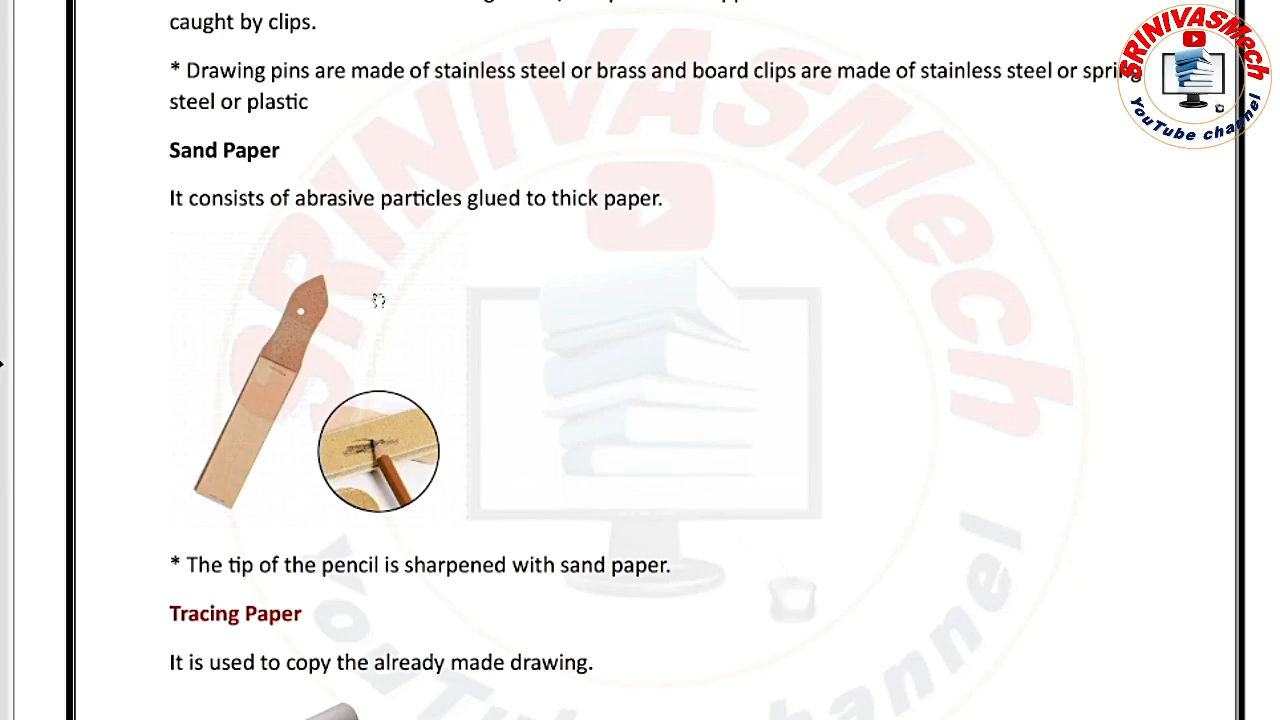 caught by clips.
* Drawing pins are made of stainless steel or brass and board clips are made of stainless steel or spring
steel or plastic
Sand Paper
It consists of abrasive particles glued to thick paper.
* The tip of the pencil is sharpened with sand paper.
Tracing Paper
It is used to copy the already made drawing.
SRINIVASMech
YouTube channel
SRINIVASMech
YouTube channel